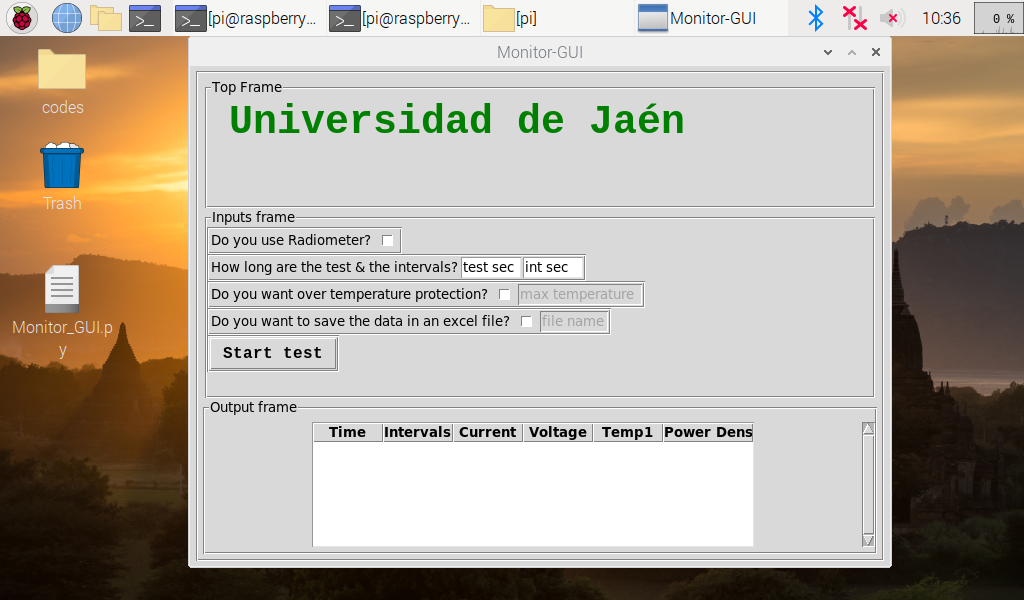 [pi@raspberry... [pi@raspberry... [pi] Monitor-GUI 10:36 0 %
Monitor-GUI
codes
Trash
Monitor_GUI.p
y
Top Frame
Universidad de Jaén
Inputs frame
Do you use Radiometer?
How long are the test & the intervals? test sec int sec
Do you want over temperature protection? max temperature
Do you want to save the data in an excel file? file name
Start test
Output frame
Time Intervals Current Voltage Temp1 Power Dens